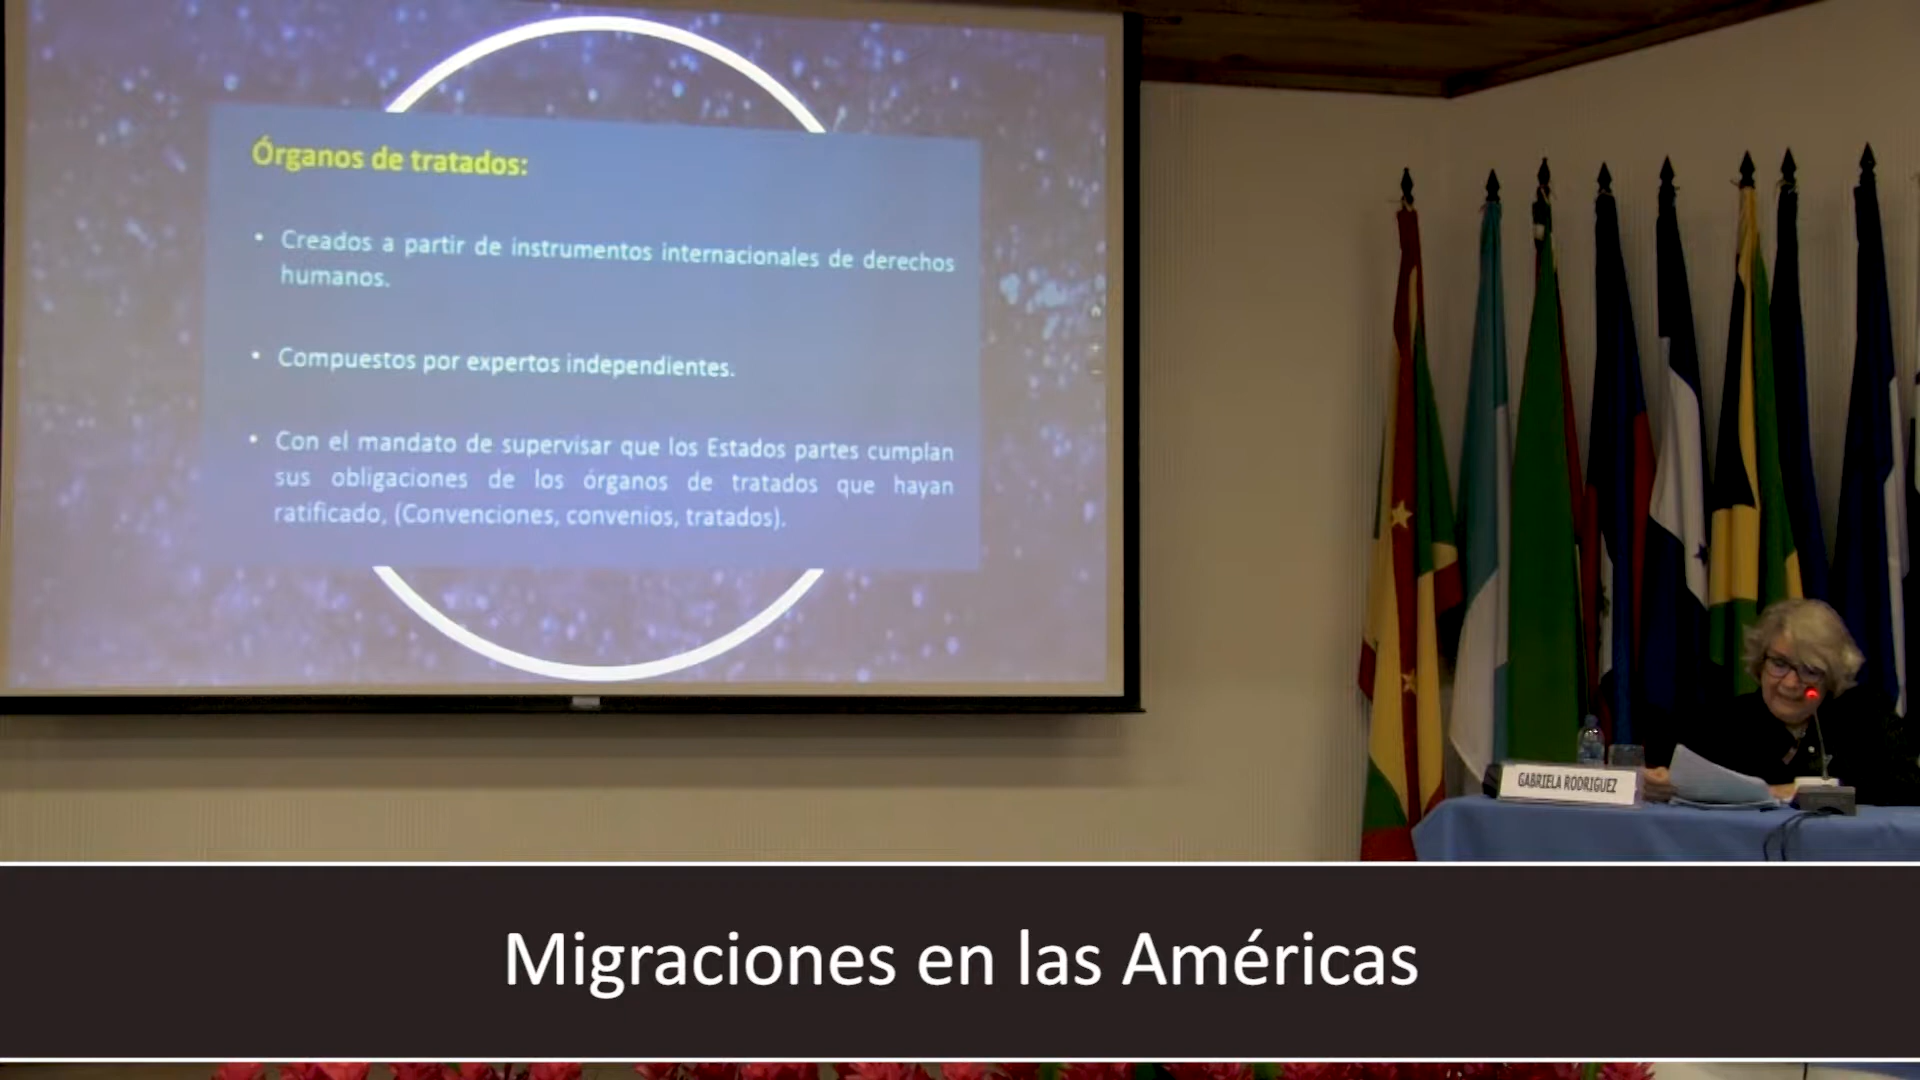 Órganos de tratados:
• Creados a partir de instrumentos internacionales de derechos
humanos.
• Compuestos por expertos independientes.
• Con el mandato de supervisar que los Estados partes cumplan
sus obligaciones de los órganos de tratados que hayan
ratificado, (Convenciones, convenios, tratados).
GABRIELA RODRIGUEZ
Migraciones en las Américas